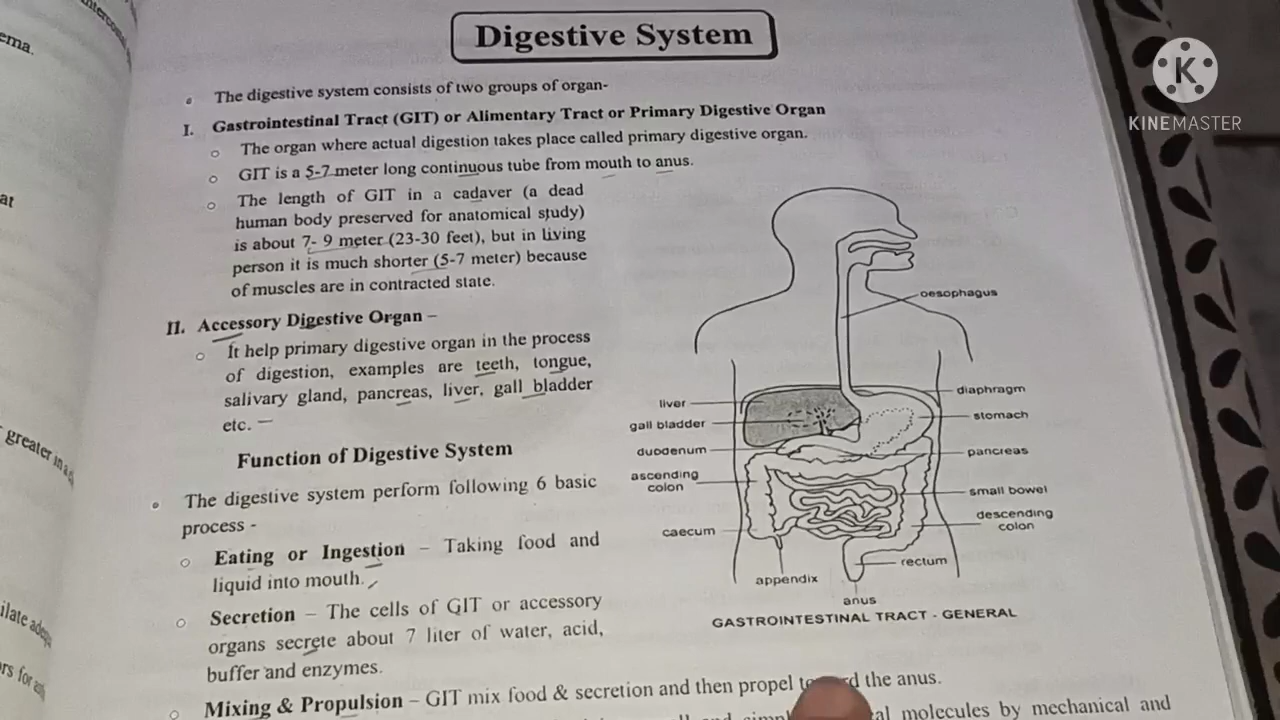 Digestive System
The digestive system consists of two groups of organ-
I. Gastrointestinal Tract (GIT) or Alimentary Tract or Primary Digestive Organ
The organ where actual digestion takes place called primary digestive organ.
GIT is a 5-7 meter long continuous tube from mouth to anus.
The length of GIT in a cadaver (a dead
human body preserved for anatomical study)
is about 7- 9 meter (23-30 feet), but in living
person it is much shorter (5-7 meter) because
of muscles are in contracted state.
II. Accessory Digestive Organ –
It help primary digestive organ in the process
of digestion, examples are teeth, tongue,
salivary gland, pancreas, liver, gall bladder
etc.
Function of Digestive System
The digestive system perform following 6 basic
process -
Eating or Ingestion – Taking food and
liquid into mouth.
Secretion – The cells of GIT or accessory
organs secrete about 7 liter of water, acid,
buffer and enzymes.
Mixing & Propulsion – GIT mix food & secretion and then propel the anus.
molecules by mechanical and
oesophagus
diaphragm
liver
stomach
gall bladder
duodenum
pancreas
ascending
colon
small bowel
descending
colon
caecum
rectum
appendix
anus
GASTROINTESTINAL TRACT - GENERAL
ema.
at
greater in a
K
KINEMASTER